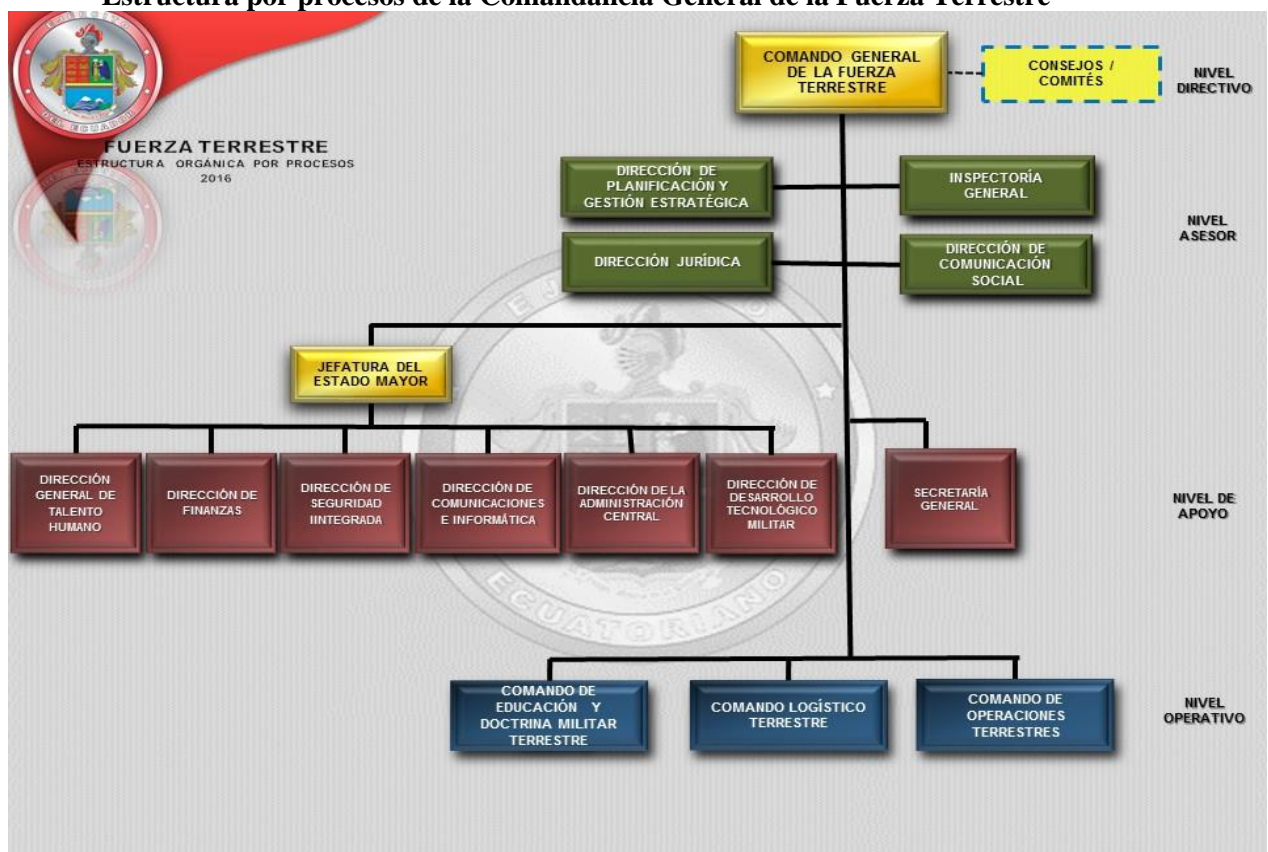 Estructura por procesos de la Comandancia General de la Fuerza Terrestre
DEL ECUADOR
FUERZA TERRESTRE
ESTRUCTURA ORGÁNICA POR PROCESOS
2016
COMANDO GENERAL
DE LA FUERZA
TERRESTRE
CONSEJOS /
COMITÉS
NIVEL
DIRECTIVO
DIRECCIÓN DE
PLANIFICACIÓN Y
GESTIÓN ESTRATÉGICA
INSPECTORÍA
GENERAL
DIRECCIÓN JURÍDICA
DIRECCIÓN DE
COMUNICACIÓN
SOCIAL
NIVEL
ASESOR
JEFATURA DEL
ESTADO MAYOR
DIRECCIÓN
GENERAL DE
TALENTO
HUMANO
DIRECCIÓN DE
FINANZAS
DIRECCIÓN DE
SEGURIDAD
IINTEGRADA
DIRECCIÓN DE
COMUNICACIONES
E INFORMÁTICA
DIRECCIÓN DE LA
ADMINISTRACIÓN
CENTRAL
DIRECCIÓN DE
DESARROLLO
TECNOLÓGICO
MILITAR
SECRETARÍA
GENERAL
NIVEL DE
APOYO
EJÉRCITO
ECUATORIANO
COMANDO DE
EDUCACIÓN Y
DOCTRINA MILITAR
TERRESTRE
COMANDO LOGÍSTICO
TERRESTRE
COMANDO DE
OPERACIONES
TERRESTRES
NIVEL
OPERATIVO